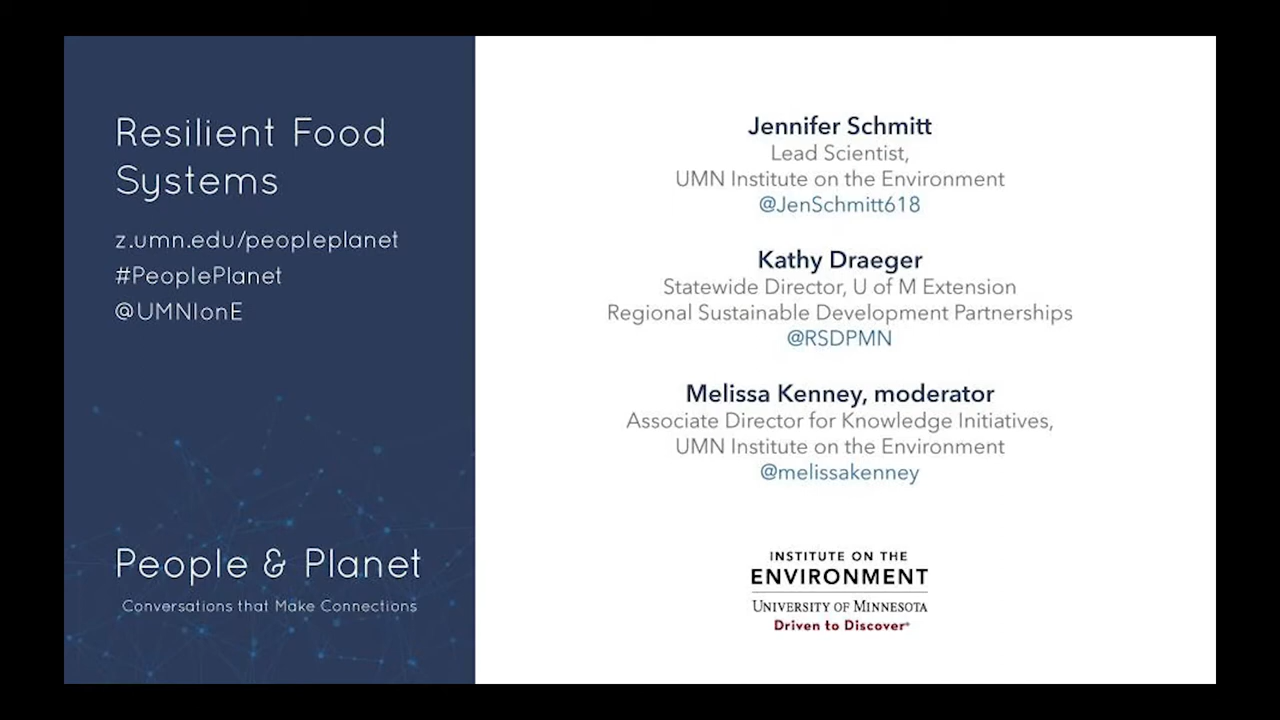 Resilient Food
Systems
z.umn.edu/peopleplanet
#PeoplePlanet
@UMNIonE
People & Planet
Conversations that Make Connections
Jennifer Schmitt
Lead Scientist,
UMN Institute on the Environment
@JenSchmitt618
Kathy Draeger
Statewide Director, U of M Extension
Regional Sustainable Development Partnerships
@RSDPMN
Melissa Kenney, moderator
Associate Director for Knowledge Initiatives,
UMN Institute on the Environment
@melissakenney
INSTITUTE ON THE
ENVIRONMENT
UNIVERSITY OF MINNESOTA
Driven to Discover®